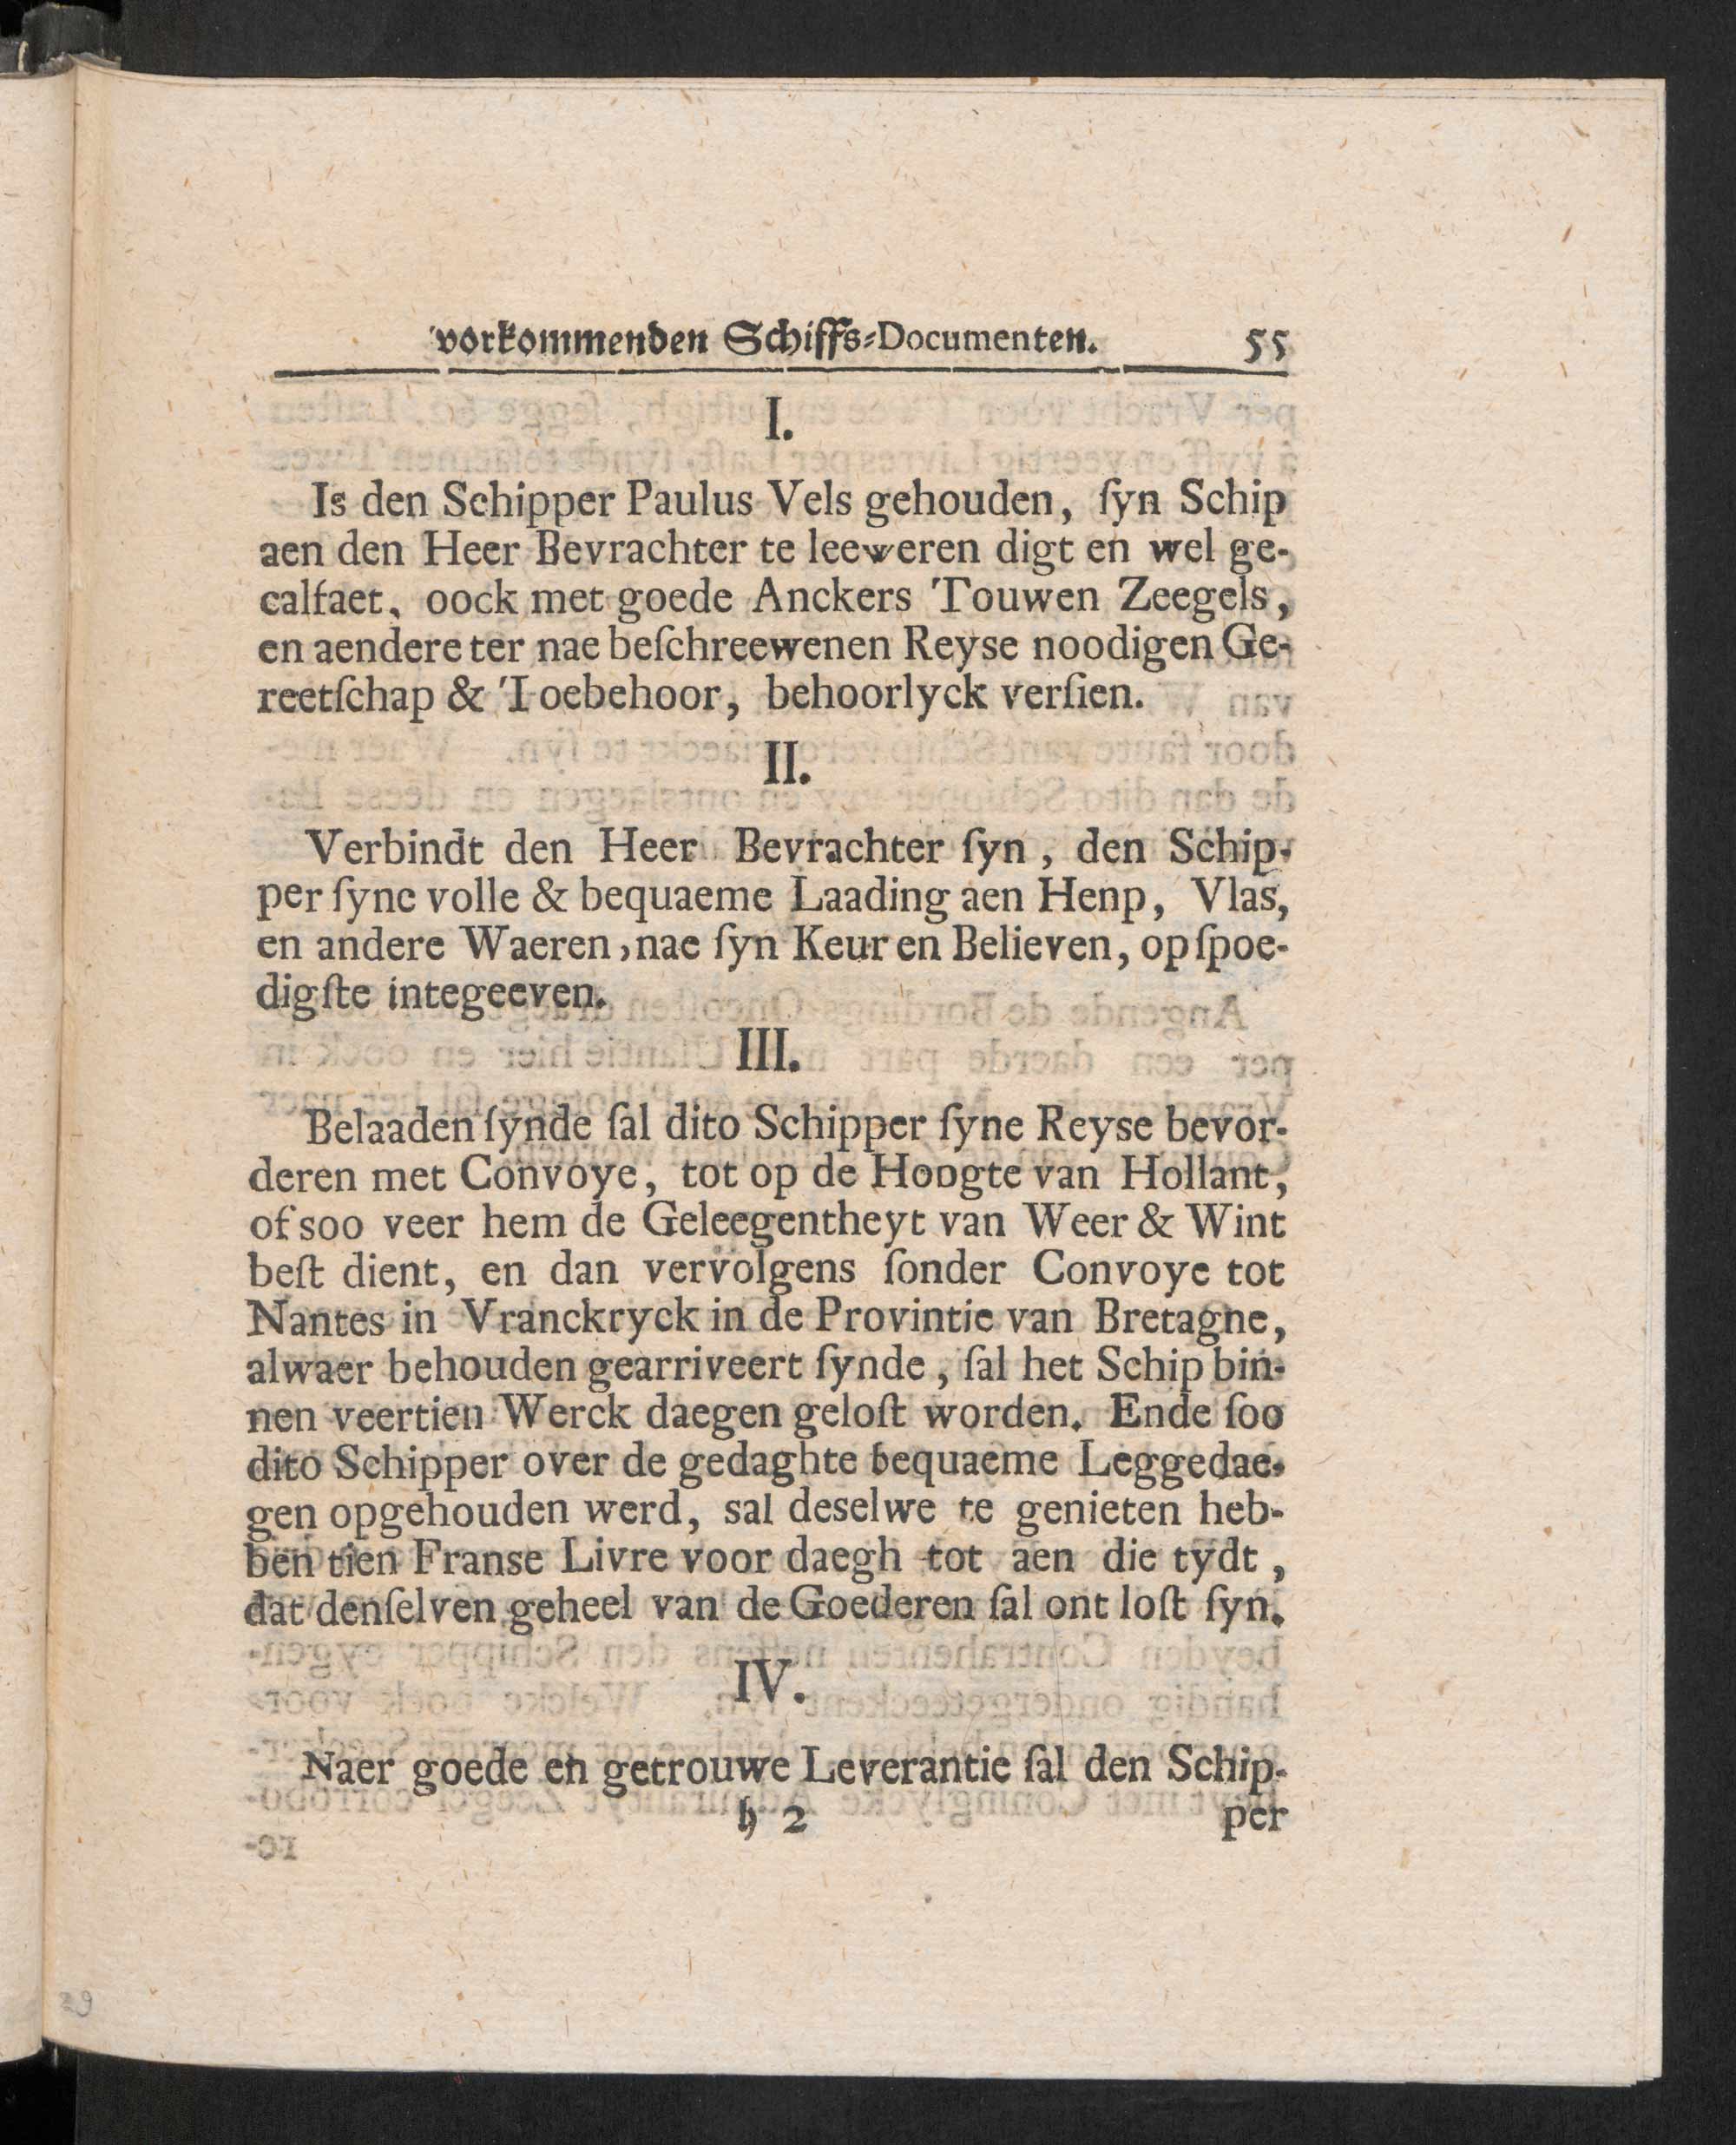 vorkommenden Schiffs-Documenten. 55
I.
Is den Schipper Paulus Vels gehouden, ſyn Schip
aen den Heer Bevrachter te leeweren digt en wel ge-
calfaet, oock met goede Anckers Touwen Zeegels,
en aendere ter nae beſchreewenen Reyse noodigen Ge-
reetſchap & Toebehoor, behoorlyck verſien.
II.
Verbindt den Heer Bevrachter ſyn, den Schip-
per ſyne volle & bequaeme Laading aen Henp, Vlas,
en andere Waeren, nae ſyn Keur en Believen, op ſpoe-
digſte integeeven.
III.
Belaaden ſynde ſal dito Schipper ſyne Reyse bevor-
deren met Convoye, tot op de Hoogte van Hollant,
of soo veer hem de Geleegentheyt van Weer & Wint
beſt dient, en dan vervolgens ſonder Convoye tot
Nantes in Vranckryck in de Provintie van Bretagne,
alwaer behouden gearriveert ſynde, ſal het Schip bin-
nen veertien Werck daegen geloſt worden. Ende ſoo
dito Schipper over de gedaghte bequaeme Leggedae-
gen opgehouden werd, sal deselwe te genieten heb-
ben tien Franse Livre voor daegh tot aen die tydt,
dat denſelven geheel van de Goederen ſal ont loſt ſyn.
IV.
Naer goede en getrouwe Leverantie ſal den Schip-
h 2 per